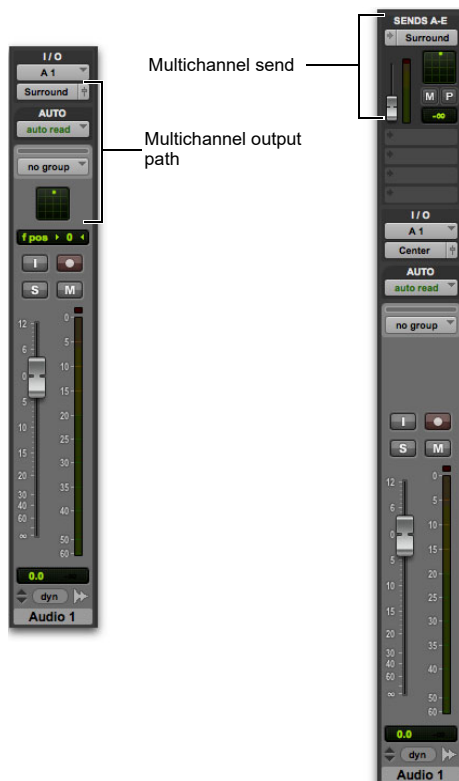 I / O
A 1
Surround
AUTO
auto read
no group
f pos 0
I
S M
12
6
0
5
10
15
20
30
40
60
∞
0
5
10
15
20
25
30
35
40
50
60
0.0
dyn
Audio 1
Multichannel send
Multichannel output
path
SENDS A-E
Surround
M P
-∞
I / O
A 1
Center
AUTO
auto read
no group
I
S M
12
6
0
5
10
15
20
30
40
60
∞
0
5
10
15
20
25
30
35
40
50
60
0.0
dyn
Audio 1